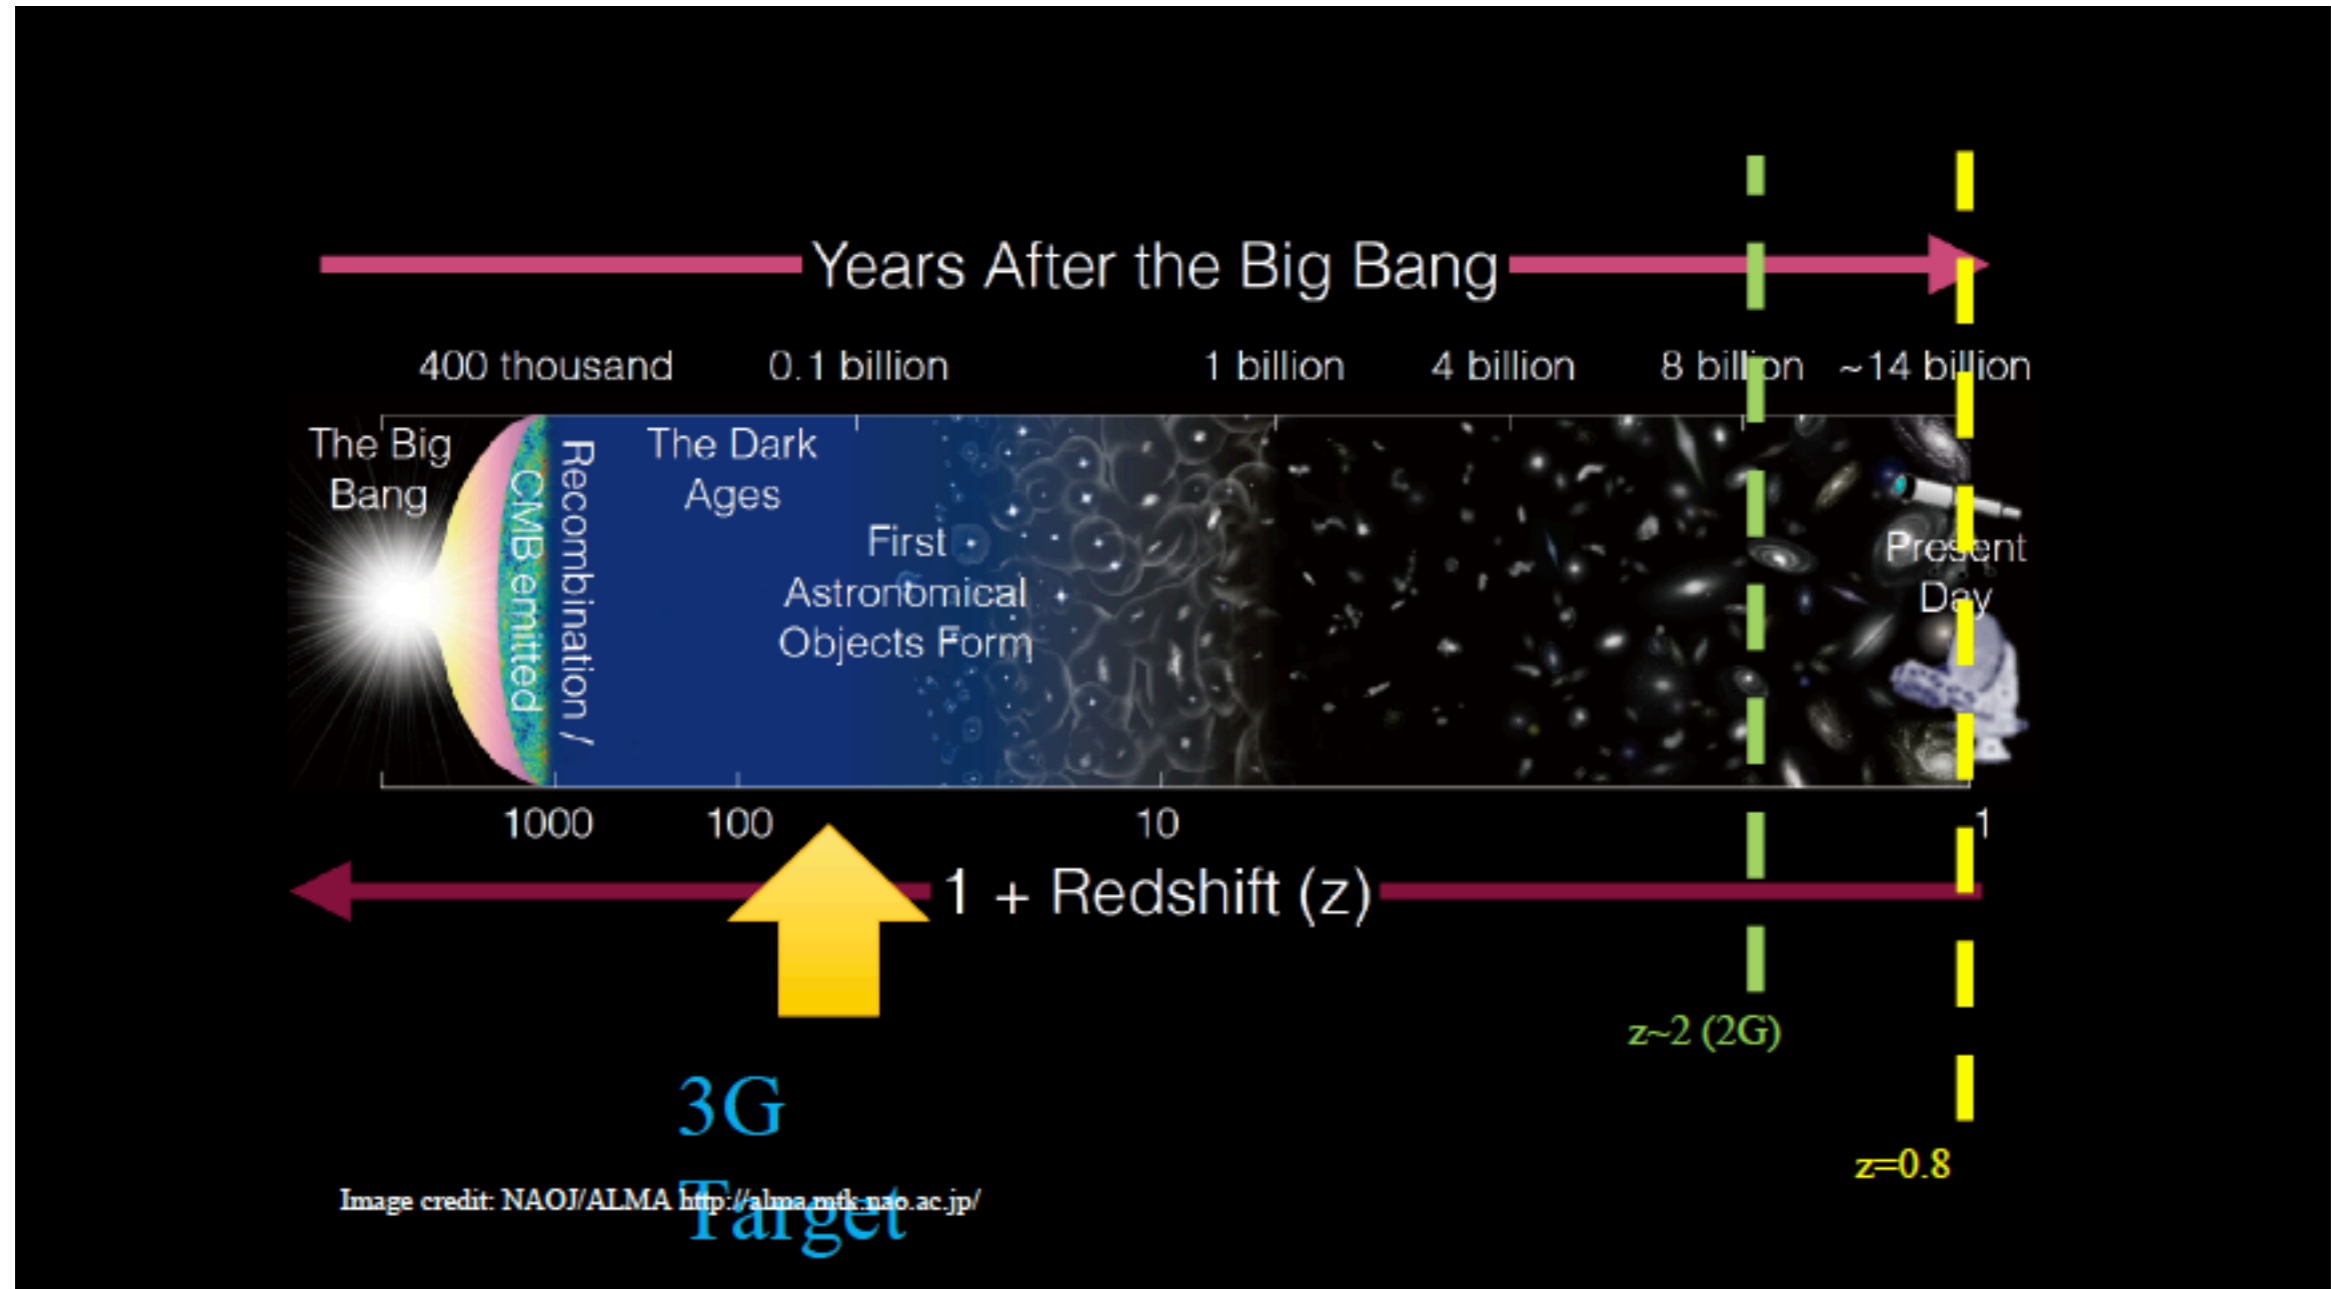 Years After the Big Bang
400 thousand 0.1 billion 1 billion 4 billion 8 billion ~14 billion
The Big
Bang
CMB emitted
Recombination /
The Dark
Ages
First
Astronomical
Objects Form
Present
Day
1000 100 10 1
1 + Redshift (z)
z~2 (2G)
3G
Target
z=0.8
Image credit: NAOJ/ALMA http://alma.mtk.nao.ac.jp/